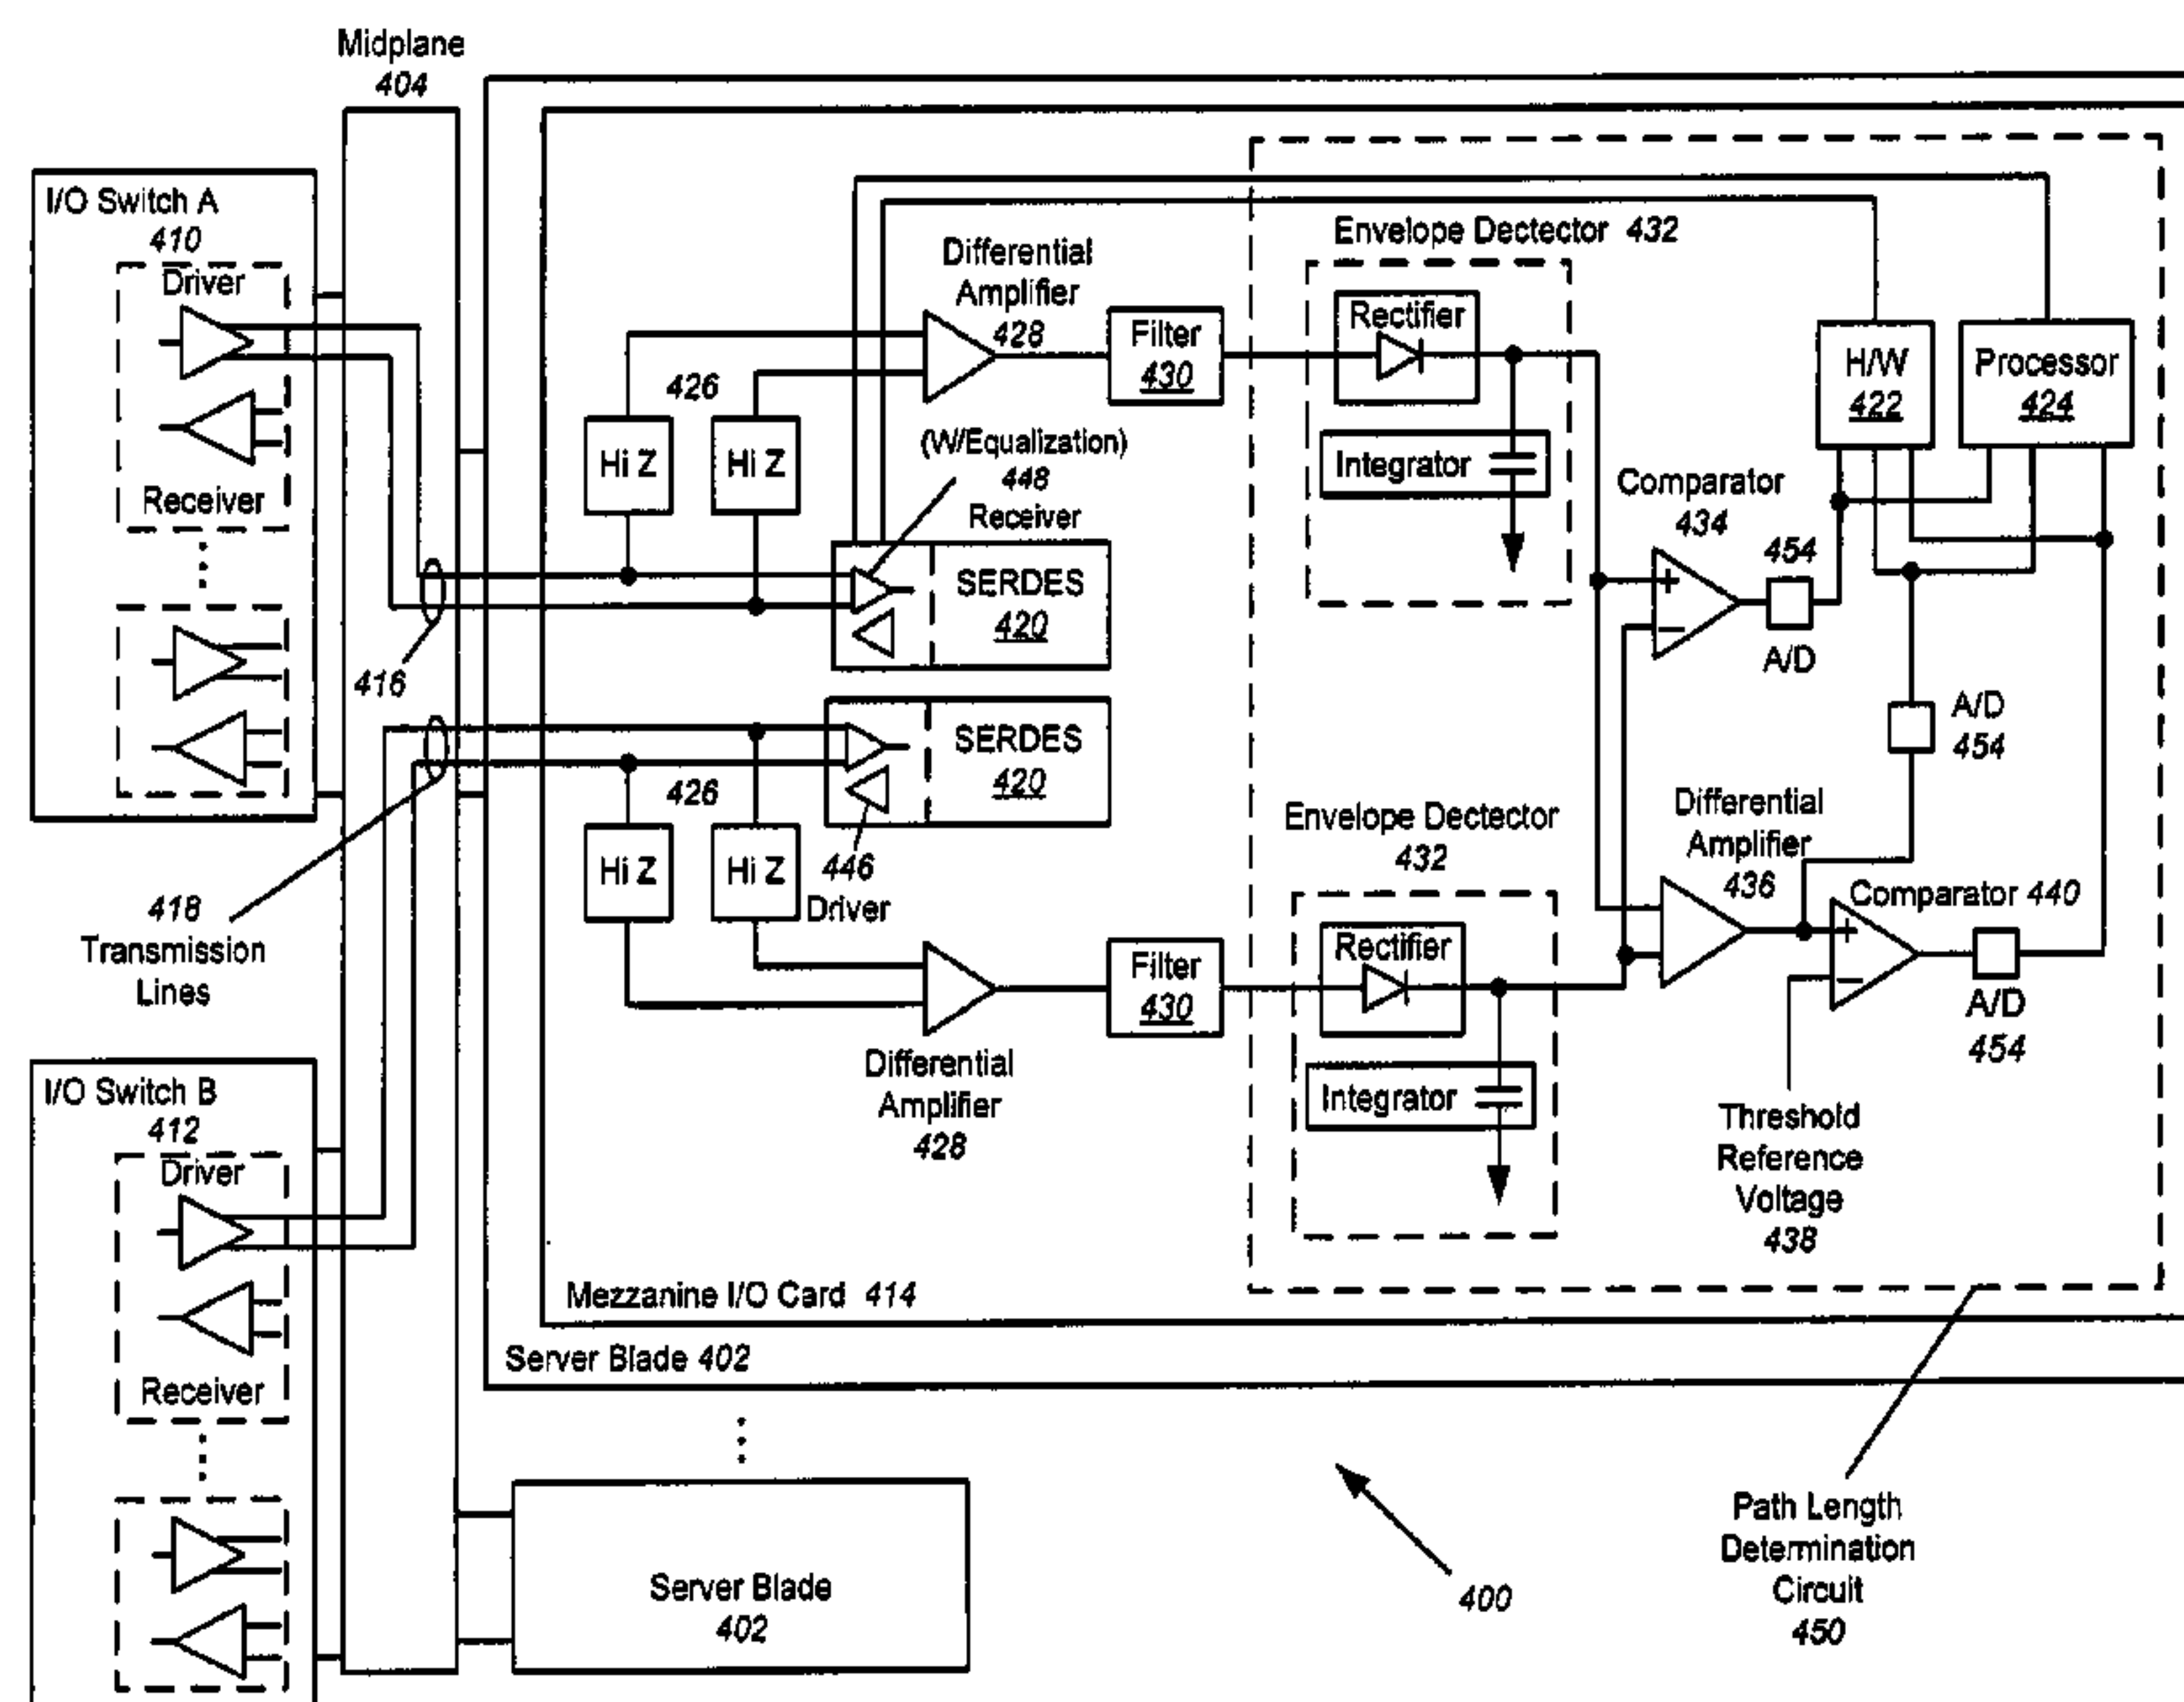 Midplane
404
I/O Switch A
410
Driver
Receiver
416
418
Transmission
Lines
I/O Switch B
412
Driver
Receiver
426
Hi Z
Hi Z
Differential
Amplifier
428
(W/Equalization)
448
Receiver
SERDES
420
SERDES
420
426
Hi Z
Hi Z
446
Driver
Differential
Amplifier
428
Filter
430
Filter
430
Envelope Dectector 432
Rectifier
Integrator
Envelope Dectector
432
Rectifier
Integrator
H/W
422
Processor
424
Comparator
434
454
A/D
A/D
454
Differential
Amplifier
436
Comparator 440
+
−
+
−
A/D
454
Threshold
Reference
Voltage
438
Mezzanine I/O Card 414
Server Blade 402
Server Blade
402
400
Path Length
Determination
Circuit
450